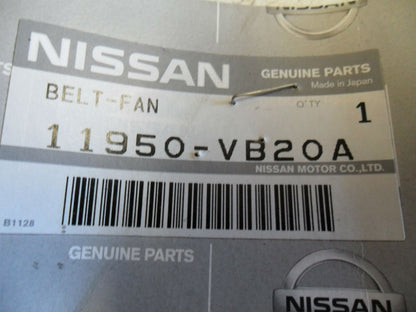 NISSAN
NISSAN
GENUINE PARTS
Made in Japan
BELT-FAN
Q'TY
1
11950-VB20A
NISSAN MOTOR CO.,LTD.
B1128
GENUINE PARTS
NISSAN